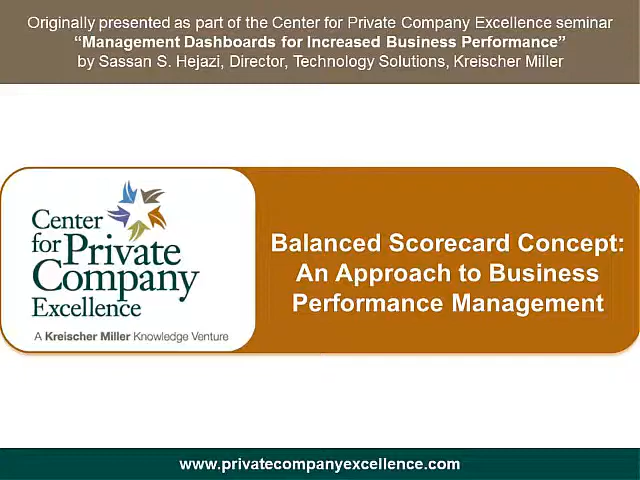 Originally presented as part of the Center for Private Company Excellence seminar
“Management Dashboards for Increased Business Performance”
by Sassan S. Hejazi, Director, Technology Solutions, Kreischer Miller
Center
for Private
Company
Excellence
A Kreischer Miller Knowledge Venture
Balanced Scorecard Concept:
An Approach to Business
Performance Management
www.privatecompanyexcellence.com